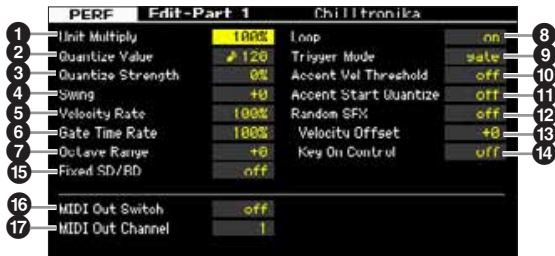 PERF Edit-Part 1 Chilltronika
1 Unit Multiply 100% Loop on 8
2 Quantize Value ♪ 120 Trigger Mode gate 9
3 Quantize Strength 0% Accent Vel Threshold off 10
4 Swing +0 Accent Start Quantize off 11
5 Velocity Rate 100% Random SFX off 12
6 Gate Time Rate 100% Velocity Offset +0 13
7 Octave Range +0 Key On Control off 14
15 Fixed SD/BD off
16 MIDI Out Switch off
17 MIDI Out Channel 1